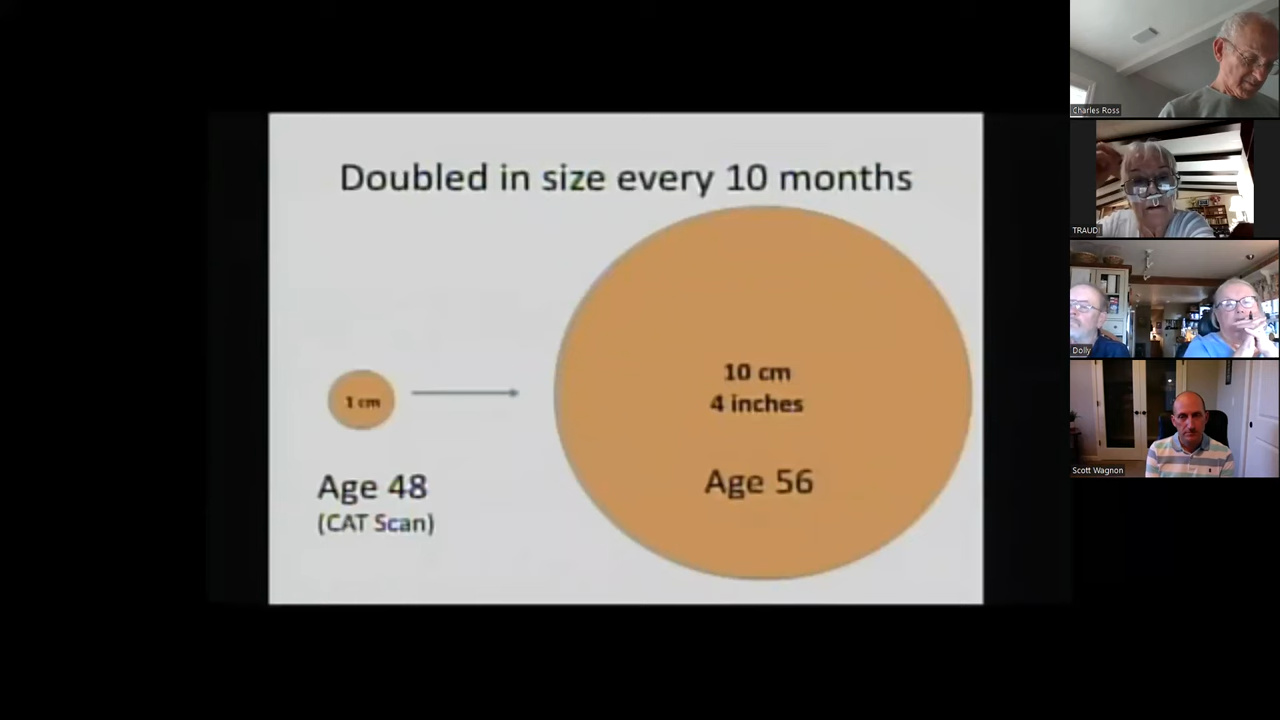 Doubled in size every 10 months
1 cm
10 cm
4 inches
Age 48
(CAT Scan)
Age 56
Charles Ross
TRAUDI
Dolly
Scott Wagnon